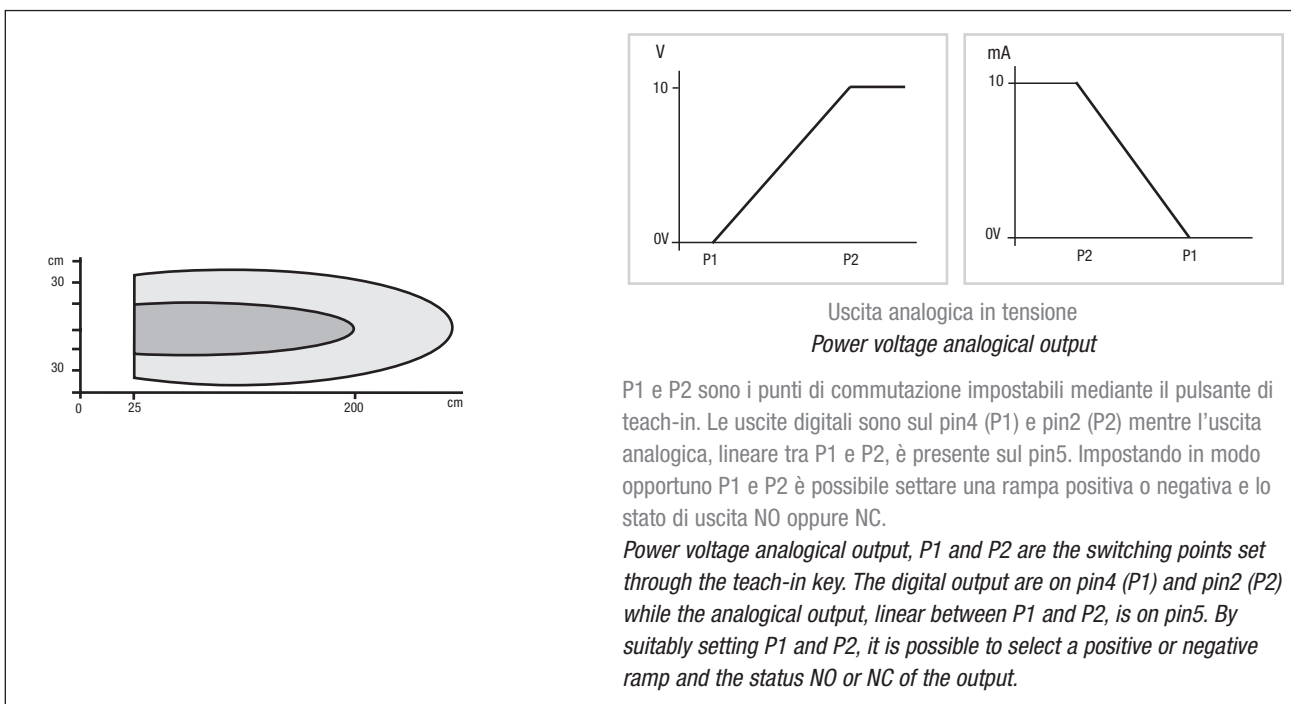 cm
30
30
0
25
200
cm
V
10
0V
P1
P2
mA
10
0V
P2
P1
Uscita analogica in tensione
Power voltage analogical output
P1 e P2 sono i punti di commutazione impostabili mediante il pulsante di
teach-in. Le uscite digitali sono sul pin4 (P1) e pin2 (P2) mentre l’uscita
analogica, lineare tra P1 e P2, è presente sul pin5. Impostando in modo
opportuno P1 e P2 è possibile settare una rampa positiva o negativa e lo
stato di uscita NO oppure NC.
Power voltage analogical output, P1 and P2 are the switching points set
through the teach-in key. The digital output are on pin4 (P1) and pin2 (P2)
while the analogical output, linear between P1 and P2, is on pin5. By
suitably setting P1 and P2, it is possible to select a positive or negative
ramp and the status NO or NC of the output.